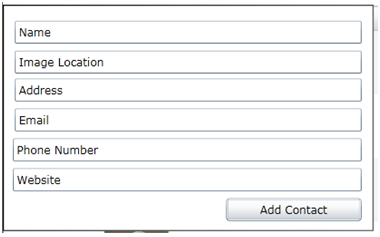 Name
Image Location
Address
Email
Phone Number
Website
Add Contact